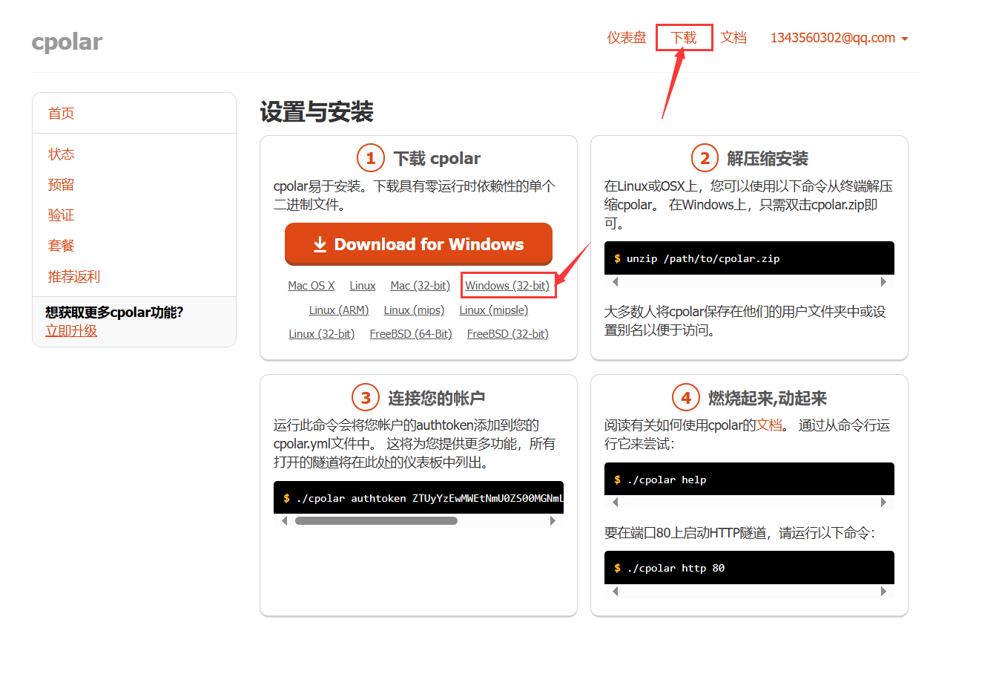 cpolar
仪表盘 下载 文档 1343560302@qq.com
首页
状态
预留
验证
套餐
推荐返利
想获取更多cpolar功能？
立即升级
设置与安装
1 下载 cpolar
cpolar易于安装。下载具有零运行时依赖性的单个
二进制文件。
Download for Windows
Mac OS X Linux Mac (32-bit) Windows (32-bit)
Linux (ARM) Linux (mips) Linux (mipsle)
Linux (32-bit) FreeBSD (64-Bit) FreeBSD (32-bit)
2 解压缩安装
在Linux或OSX上，您可以使用以下命令从终端解压
缩cpolar。 在Windows上，只需双击cpolar.zip即
可。
$ unzip /path/to/cpolar.zip
大多数人将cpolar保存在他们的用户文件夹中或设
置别名以便于访问。
3 连接您的帐户
运行此命令会将您帐户的authtoken添加到您的
cpolar.yml文件中。 这将为您提供更多功能，所有
打开的隧道将在此处的仪表板中列出。
$ ./cpolar authtoken ZTUyYzEwMWEtNmU0ZS00MGNmL
4 燃烧起来,动起来
阅读有关如何使用cpolar的文档。 通过从命令行运
行它来尝试：
$ ./cpolar help
要在端口80上启动HTTP隧道，请运行以下命令：
$ ./cpolar http 80